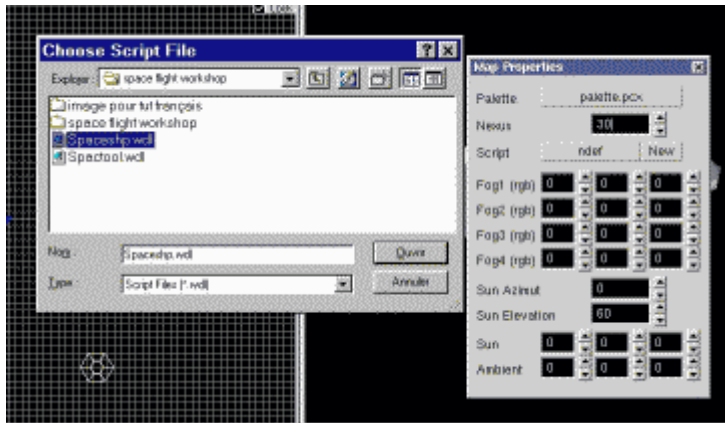 Look
Choose Script File
Explorer: space flight workshop
image pour tut français
space flight workshop
Spaceshp.wdl
Spactool.wdl
Nom: Spaceshp.wdl Ouvrir
Type: Script Files (*.wdl) Annuler
Map Properties
Palette palette.pcx
Nexus 30
Script ndef New
Fog1 (rgb) 0 0 0
Fog2 (rgb) 0 0 0
Fog3 (rgb) 0 0 0
Fog4 (rgb) 0 0 0
Sun Azimut 0
Sun Elevation 60
Sun 0 0 0
Ambient 0 0 0